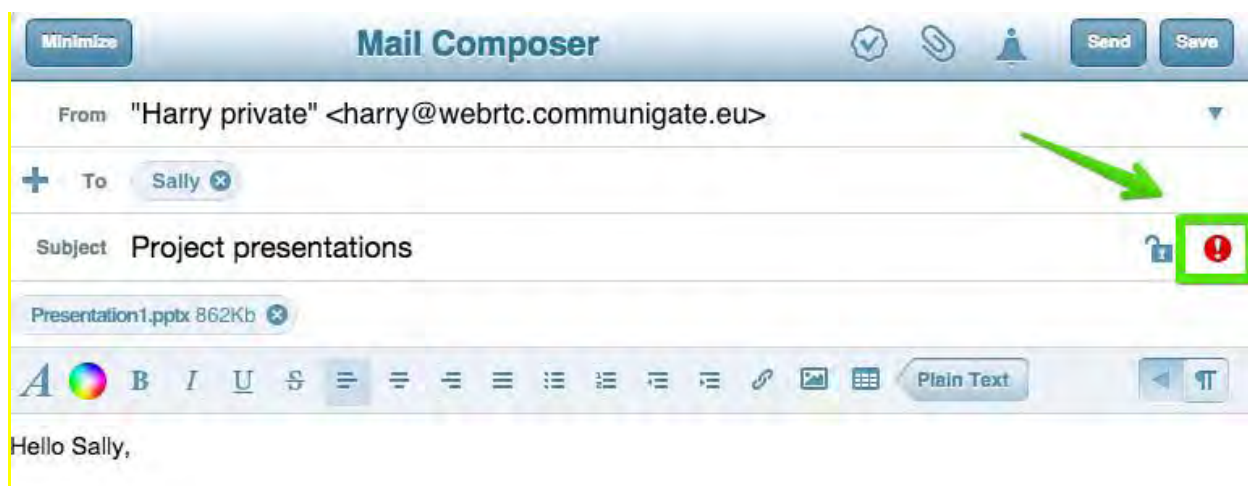 Minimize Mail Composer Send Save
From "Harry private" <harry@webrtc.communigate.eu>
To Sally
Subject Project presentations
Presentation1.pptx 862Kb
A B I U S Plain Text ¶
Hello Sally,